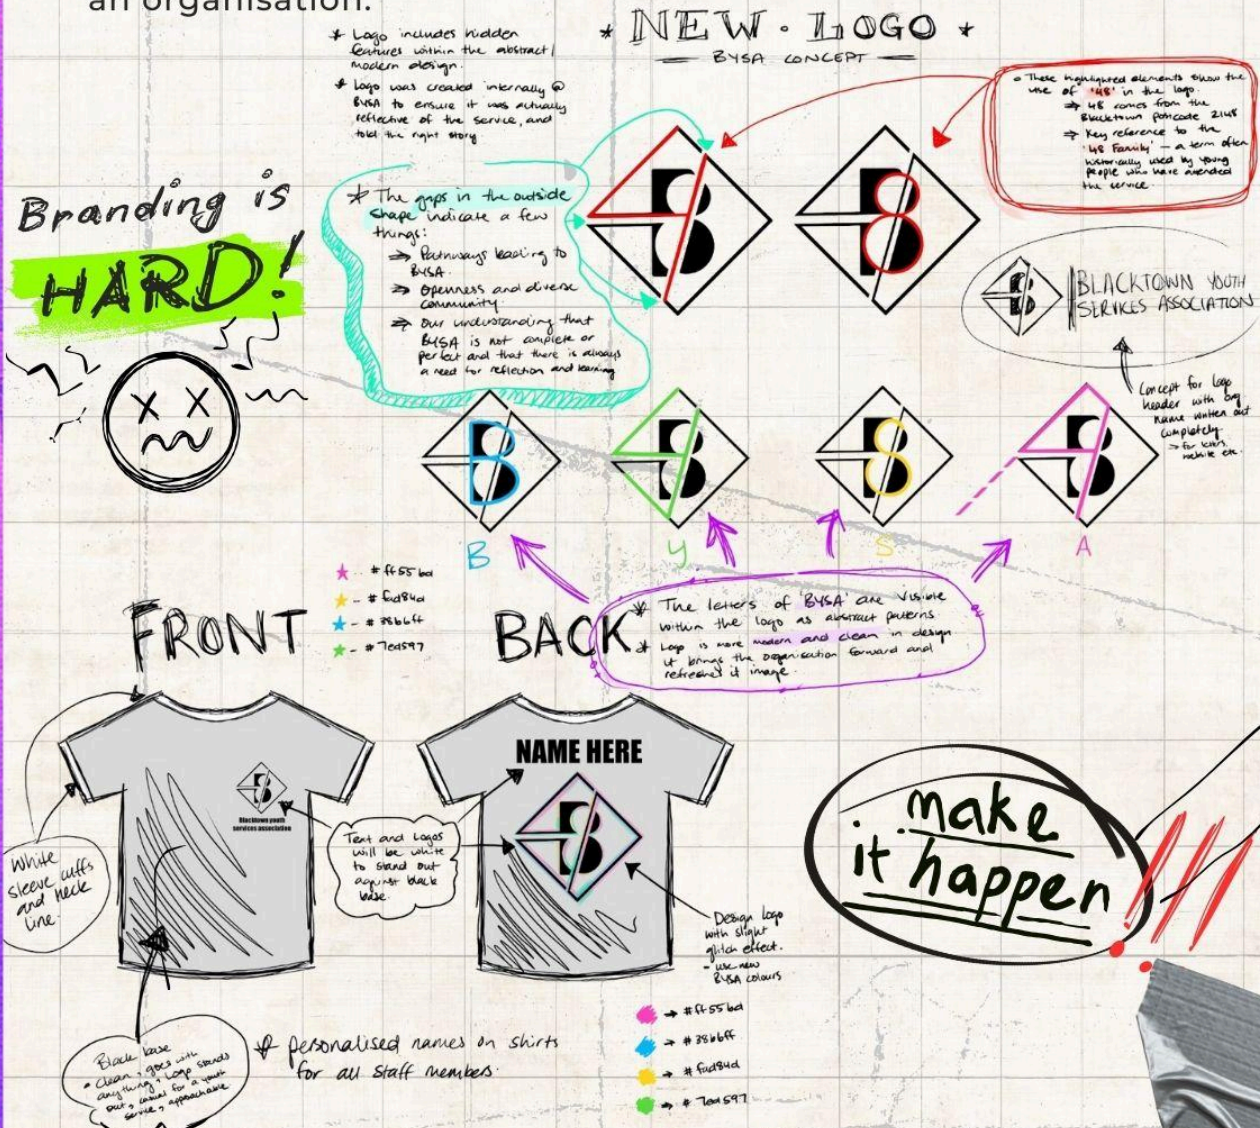 an organisation.
* Logo includes hidden
features within the abstract/
modern design.
* Logo was created internally @
BYSA to ensure it was actually
reflective of the service, and
told the right story
* NEW · LOGO *
BYSA CONCEPT
• These highlighted elements show the
use of '48' in the logo.
⇒ 48 comes from the
Blacktown postcode 2148
⇒ Key reference to the
'48 Family' – a term often
historically used by young
people who have attended
the service.
Branding is
HARD!
* The gaps in the outside
shape indicate a few
things:
⇒ Pathways leading to
BYSA.
⇒ Openness and diverse
community.
⇒ Our understanding that
BYSA is not complete or
perfect and that there is always
a need for reflection and learning
BLACKTOWN YOUTH
SERVICES ASSOCIATION
Concept for logo
header with org
name written out
completely.
→ for letters,
website etc.
B
Y
S
A
- #ff55bd
- #fad84d
- #38b6ff
- #7ed597
* The letters of 'BYSA' are visible
within the logo as abstract patterns
* Logo is more modern and clean in design
it brings the organisation forward and
refreshes it image.
FRONT
BACK
Blacktown youth
services association
NAME HERE
White
sleeve cuffs
and neck
line.
Text and Logos
will be white
to stand out
against black
base.
Design logo
with slight
glitch effect.
- use new
BYSA colours
make
it happen
!!!
Black base
• Clean, goes with
anything, logo stands
out, casual for a youth
service, approachable
* personalised names on shirts
for all staff members.
→ #ff55bd
→ #38b6ff
→ #fad84d
→ #7ed597